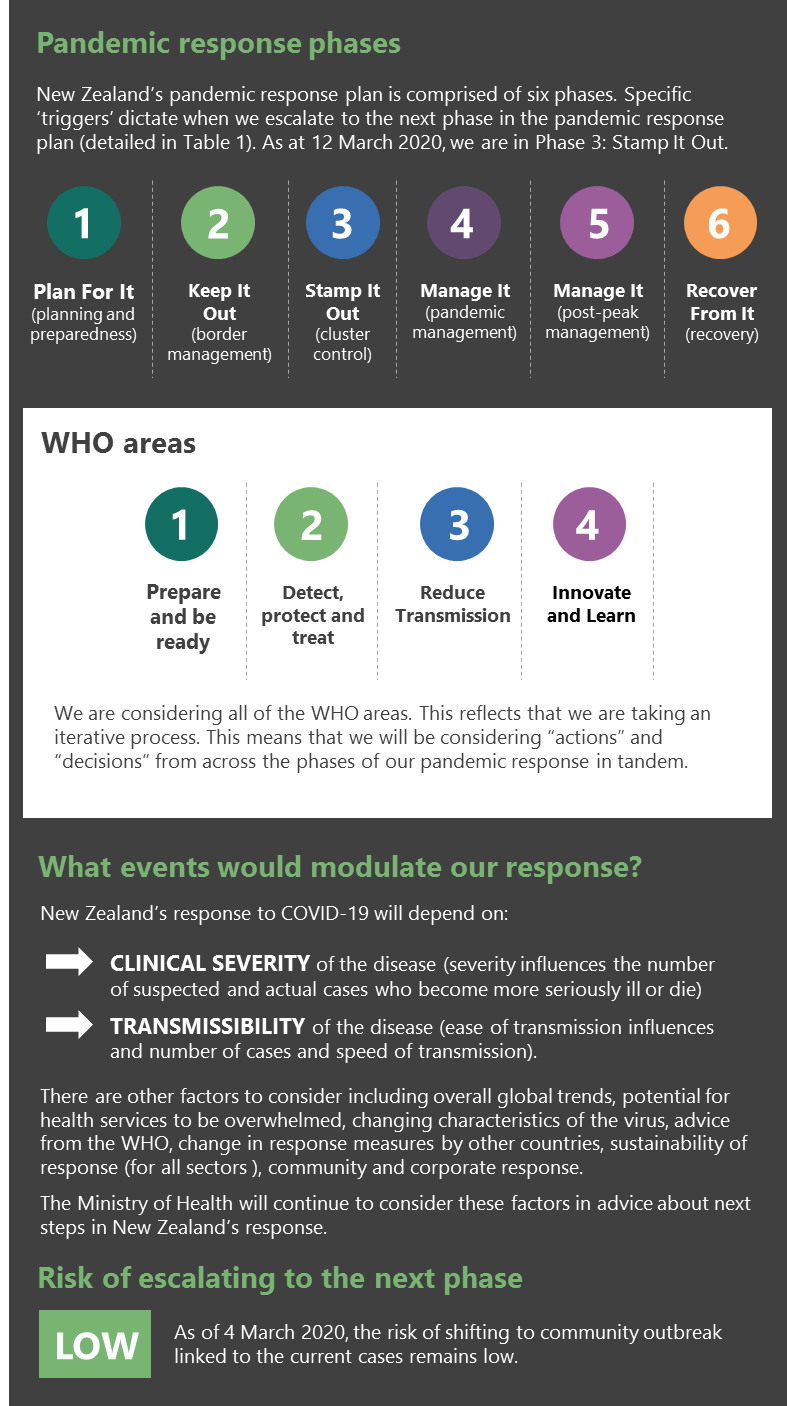 Pandemic response phases
New Zealand's pandemic response plan is comprised of six phases. Specific
'triggers' dictate when we escalate to the next phase in the pandemic response
plan (detailed in Table 1). As at 12 March 2020, we are in Phase 3: Stamp It Out.
1
Plan For It
(planning and
preparedness)
2
Keep It
Out
(border
management)
3
Stamp It
Out
(cluster
control)
4
Manage It
(pandemic
management)
5
Manage It
(post-peak
management)
6
Recover
From It
(recovery)
WHO areas
1
Prepare
and be
ready
2
Detect,
protect and
treat
3
Reduce
Transmission
4
Innovate
and Learn
We are considering all of the WHO areas. This reflects that we are taking an
iterative process. This means that we will be considering “actions” and
“decisions” from across the phases of our pandemic response in tandem.
What events would modulate our response?
New Zealand's response to COVID-19 will depend on:
CLINICAL SEVERITY of the disease (severity influences the number
of suspected and actual cases who become more seriously ill or die)
TRANSMISSIBILITY of the disease (ease of transmission influences
and number of cases and speed of transmission).
There are other factors to consider including overall global trends, potential for
health services to be overwhelmed, changing characteristics of the virus, advice
from the WHO, change in response measures by other countries, sustainability of
response (for all sectors ), community and corporate response.
The Ministry of Health will continue to consider these factors in advice about next
steps in New Zealand's response.
Risk of escalating to the next phase
LOW
As of 4 March 2020, the risk of shifting to community outbreak
linked to the current cases remains low.